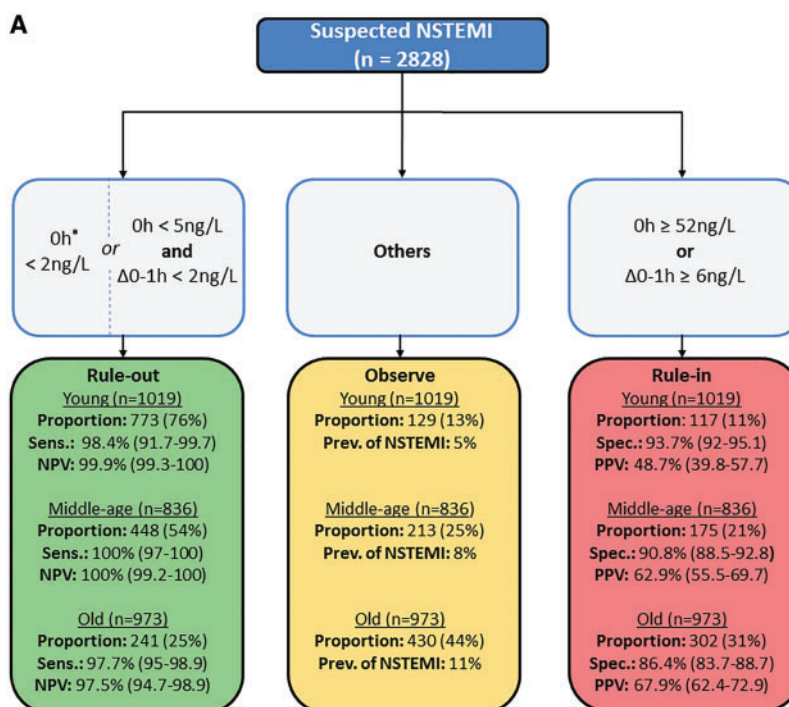 A
Suspected NSTEMI
(n = 2828)
0h*
< 2ng/L
or
0h < 5ng/L
and
Δ0-1h < 2ng/L
Others
0h ≥ 52ng/L
or
Δ0-1h ≥ 6ng/L
Rule-out
Young (n=1019)
Proportion: 773 (76%)
Sens.: 98.4% (91.7-99.7)
NPV: 99.9% (99.3-100)
Middle-age (n=836)
Proportion: 448 (54%)
Sens.: 100% (97-100)
NPV: 100% (99.2-100)
Old (n=973)
Proportion: 241 (25%)
Sens.: 97.7% (95-98.9)
NPV: 97.5% (94.7-98.9)
Observe
Young (n=1019)
Proportion: 129 (13%)
Prev. of NSTEMI: 5%
Middle-age (n=836)
Proportion: 213 (25%)
Prev. of NSTEMI: 8%
Old (n=973)
Proportion: 430 (44%)
Prev. of NSTEMI: 11%
Rule-in
Young (n=1019)
Proportion: 117 (11%)
Spec.: 93.7% (92-95.1)
PPV: 48.7% (39.8-57.7)
Middle-age (n=836)
Proportion: 175 (21%)
Spec.: 90.8% (88.5-92.8)
PPV: 62.9% (55.5-69.7)
Old (n=973)
Proportion: 302 (31%)
Spec.: 86.4% (83.7-88.7)
PPV: 67.9% (62.4-72.9)